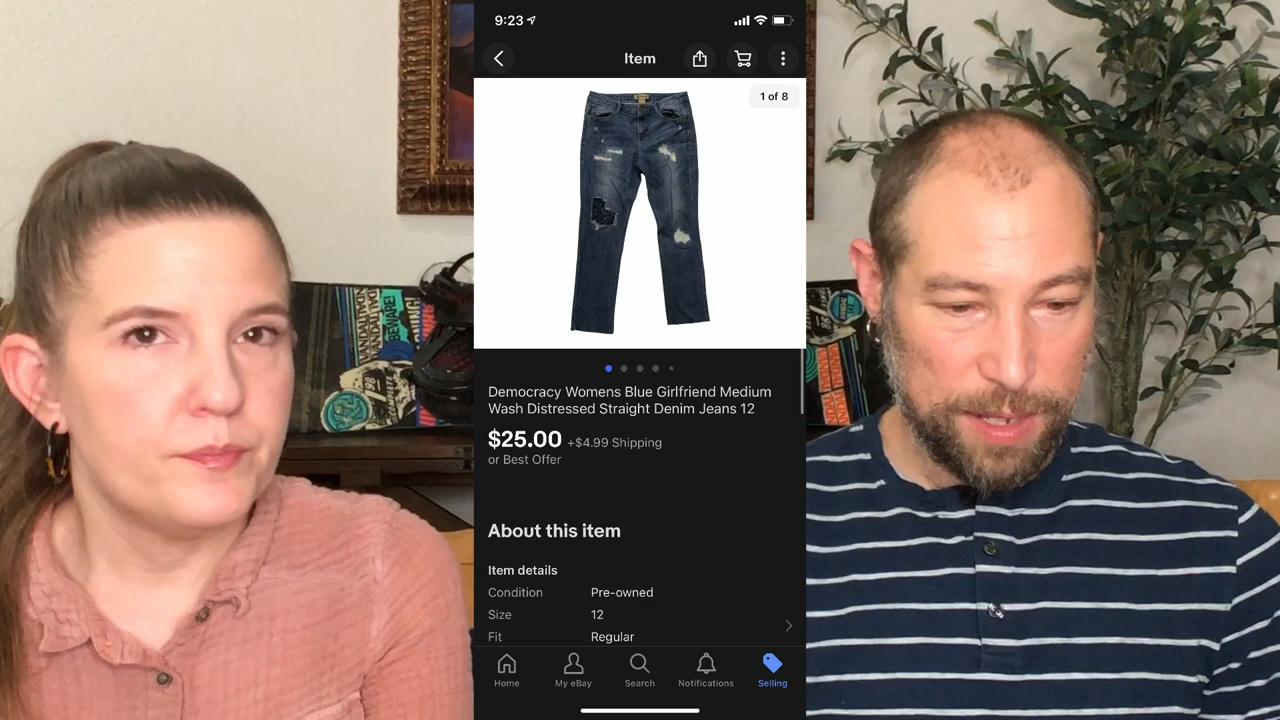 9:23
Item
1 of 8
Democracy Womens Blue Girlfriend Medium
Wash Distressed Straight Denim Jeans 12
$25.00 +$4.99 Shipping
or Best Offer
About this item
Item details
Condition Pre-owned
Size 12
Fit Regular
Home My eBay Search Notifications Selling
BEWARE!